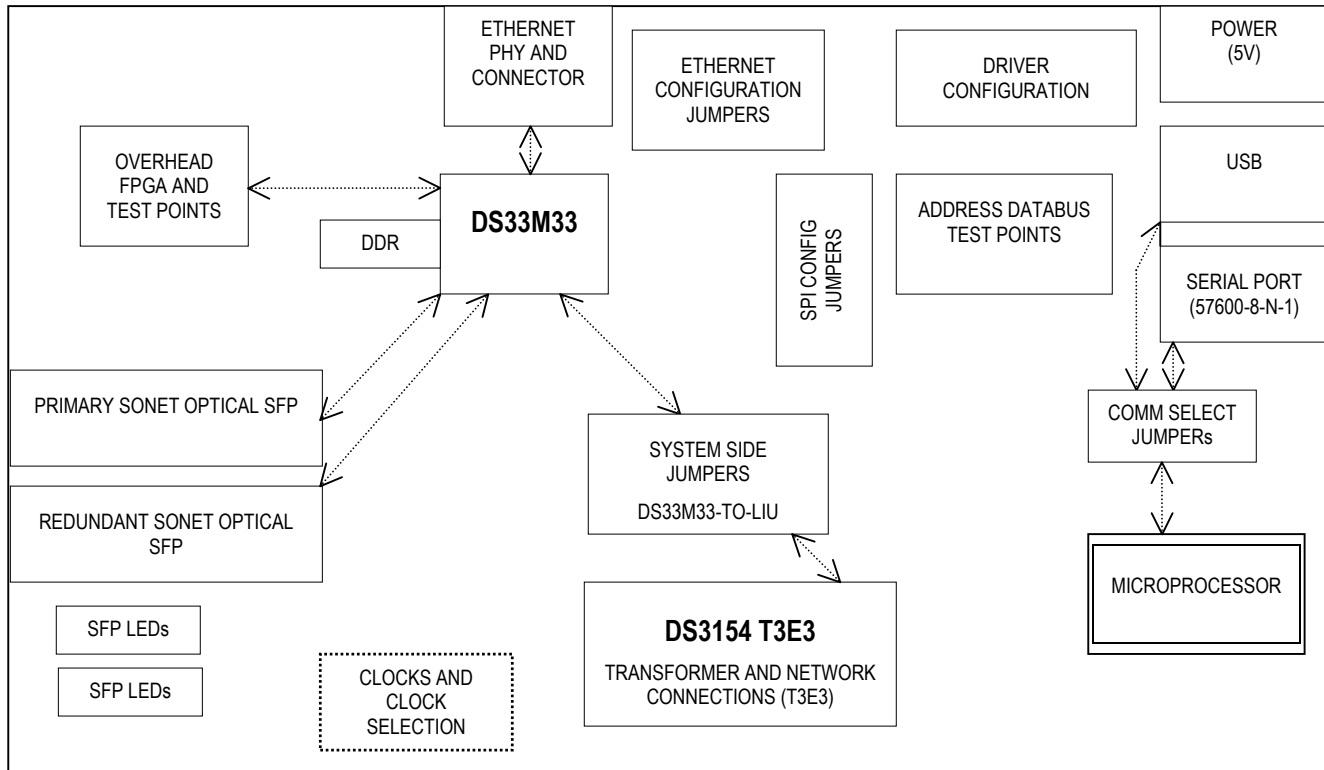 ETHERNET
PHY AND
CONNECTOR
ETHERNET
CONFIGURATION
JUMPERS
DRIVER
CONFIGURATION
POWER
(5V)
OVERHEAD
FPGA AND
TEST POINTS
DS33M33
DDR
SPI CONFIG
JUMPERS
ADDRESS DATABUS
TEST POINTS
USB
SERIAL PORT
(57600-8-N-1)
PRIMARY SONET OPTICAL SFP
REDUNDANT SONET OPTICAL
SFP
SYSTEM SIDE
JUMPERS
DS33M33-TO-LIU
COMM SELECT
JUMPERs
MICROPROCESSOR
SFP LEDs
SFP LEDs
CLOCKS AND
CLOCK
SELECTION
DS3154 T3E3
TRANSFORMER AND NETWORK
CONNECTIONS (T3E3)